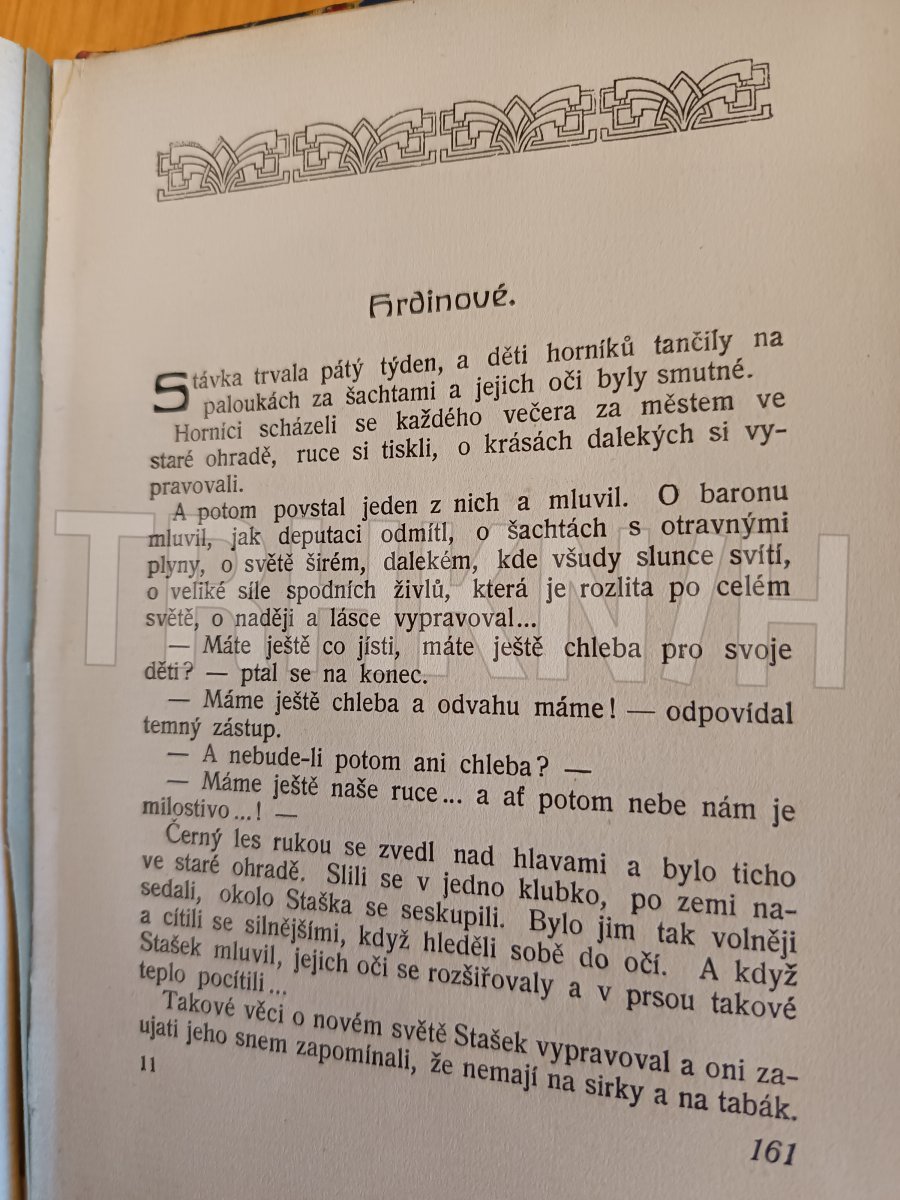 Hrdinové.
Stávka trvala pátý týden, a děti horníků tančily na
paloukách za šachtami a jejich oči byly smutné.
Horníci scházeli se každého večera za městem ve
staré ohradě, ruce si tiskli, o krásách dalekých si vy-
pravovali.
A potom povstal jeden z nich a mluvil. O baronu
mluvil, jak deputaci odmítl, o šachtách s otravnými
plyny, o světě širém, dalekém, kde všudy slunce svítí,
o veliké síle spodních živlů, která je rozlita po celém
světě, o naději a lásce vypravoval...
— Máte ještě co jísti, máte ještě chleba pro svoje
děti? — ptal se na konec.
— Máme ještě chleba a odvahu máme! — odpovídal
temný zástup.
— A nebude-li potom ani chleba? —
— Máme ještě naše ruce... a ať potom nebe nám je
milostivo...! —
Černý les rukou se zvedl nad hlavami a bylo ticho
ve staré ohradě. Slili se v jedno klubko, po zemi na-
sedali, okolo Staška se seskupili. Bylo jim tak volněji
a cítili se silnějšími, když hleděli sobě do očí. A když
Stašek mluvil, jejich oči se rozšiřovaly a v prsou takové
teplo pocítili...
Takové věci o novém světě Stašek vypravoval a oni za-
ujati jeho snem zapomínali, že nemají na sirky a na tabák.
11
161